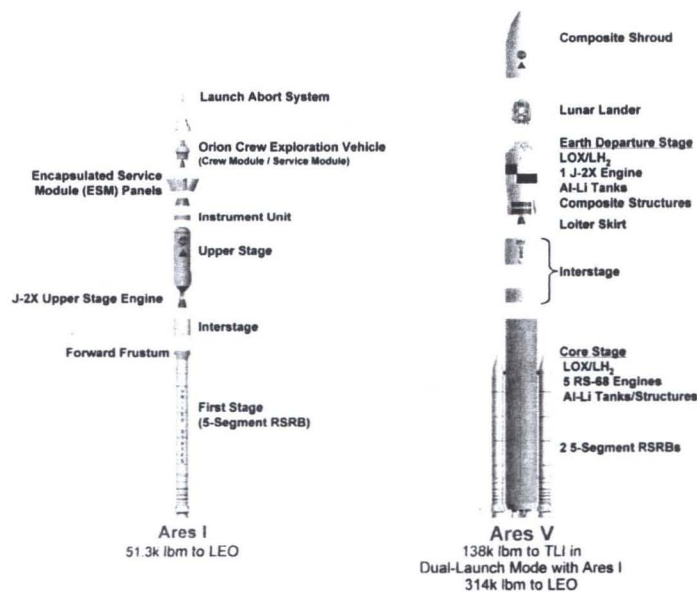 Launch Abort System
Orion Crew Exploration Vehicle
(Crew Module / Service Module)
Encapsulated Service
Module (ESM) Panels
Instrument Unit
Upper Stage
J-2X Upper Stage Engine
Interstage
Forward Frustum
First Stage
(5-Segment RSRB)
Ares I
51.3k lbm to LEO
Composite Shroud
Lunar Lander
Earth Departure Stage
LOX/LH₂
1 J-2X Engine
Al-Li Tanks
Composite Structures
Loiter Skirt
Interstage
Core Stage
LOX/LH₂
5 RS-68 Engines
Al-Li Tanks/Structures
2 5-Segment RSRBs
Ares V
138k lbm to TLI in
Dual-Launch Mode with Ares I
314k lbm to LEO